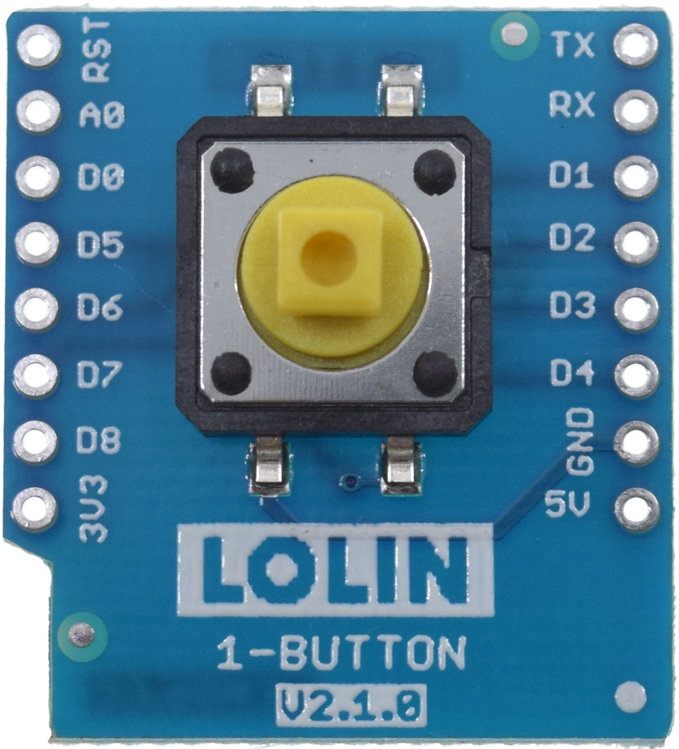 RST
TX
A0
RX
D0
D1
D5
D2
D6
D3
D7
D4
D8
GND
3V3
5V
LOLIN
1-BUTTON
V2.1.0